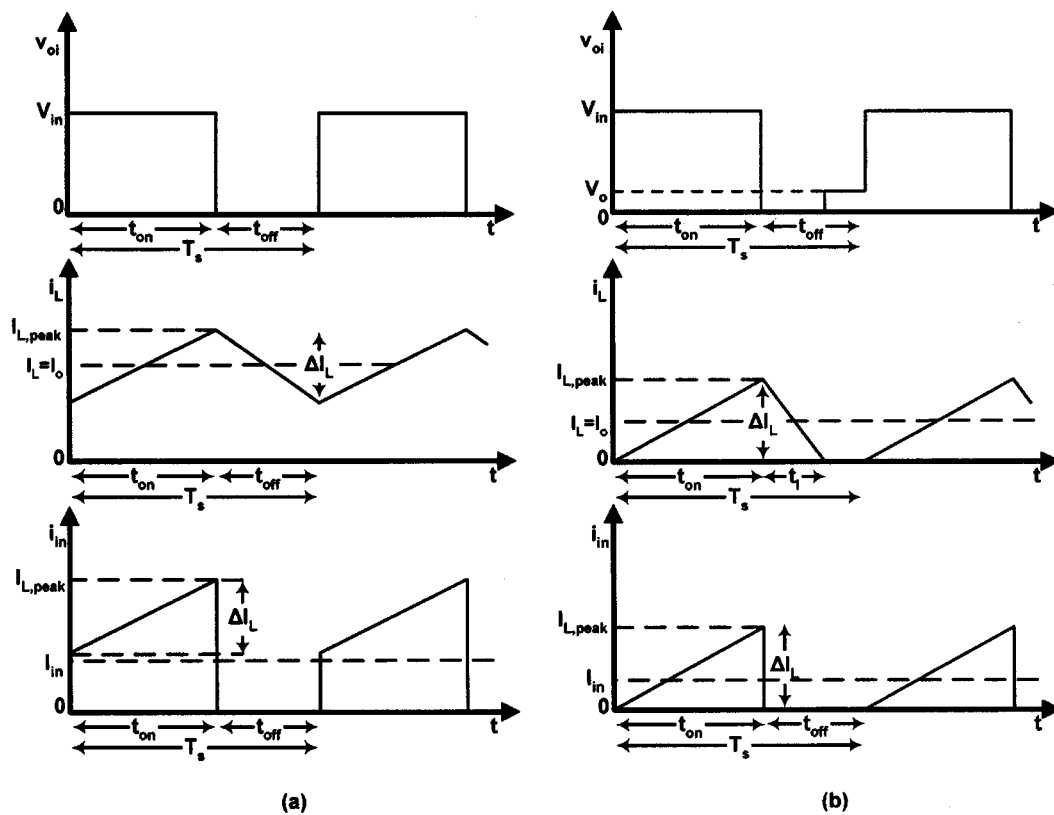 v_oi
V_in
0
t_on
t_off
T_s
t
i_L
I_L,peak
I_L=I_o
ΔI_L
0
t_on
t_off
T_s
t
i_in
I_L,peak
ΔI_L
I_in
0
t_on
t_off
T_s
t
(a)
v_oi
V_in
V_o
0
t_on
t_off
T_s
t
i_L
I_L,peak
I_L=I_o
ΔI_L
0
t_on
t_l
T_s
t
i_in
I_L,peak
ΔI_L
I_in
0
t_on
t_off
T_s
t
(b)